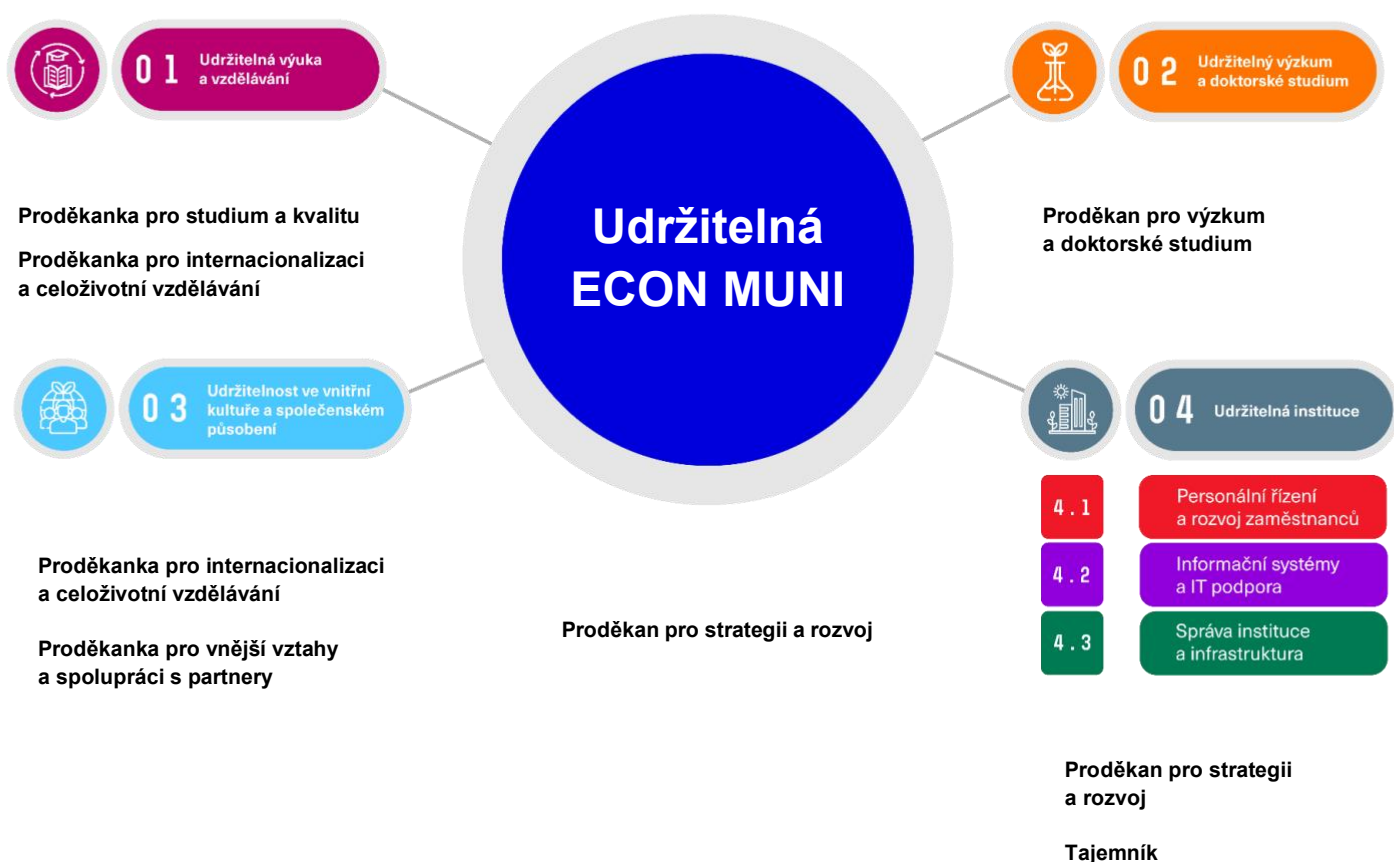 0 1
Udržitelná výuka
a vzdělávání
Proděkanka pro studium a kvalitu
Proděkanka pro internacionalizaci
a celoživotní vzdělávání
Udržitelná
ECON MUNI
0 2
Udržitelný výzkum
a doktorské studium
Proděkan pro výzkum
a doktorské studium
0 3
Udržitelnost ve vnitřní
kultuře a společenském
působení
Proděkanka pro internacionalizaci
a celoživotní vzdělávání
Proděkanka pro vnější vztahy
a spolupráci s partnery
Proděkan pro strategii a rozvoj
0 4
Udržitelná instituce
4.1
Personální řízení
a rozvoj zaměstnanců
4.2
Informační systémy
a IT podpora
4.3
Správa instituce
a infrastruktura
Proděkan pro strategii
a rozvoj
Tajemník